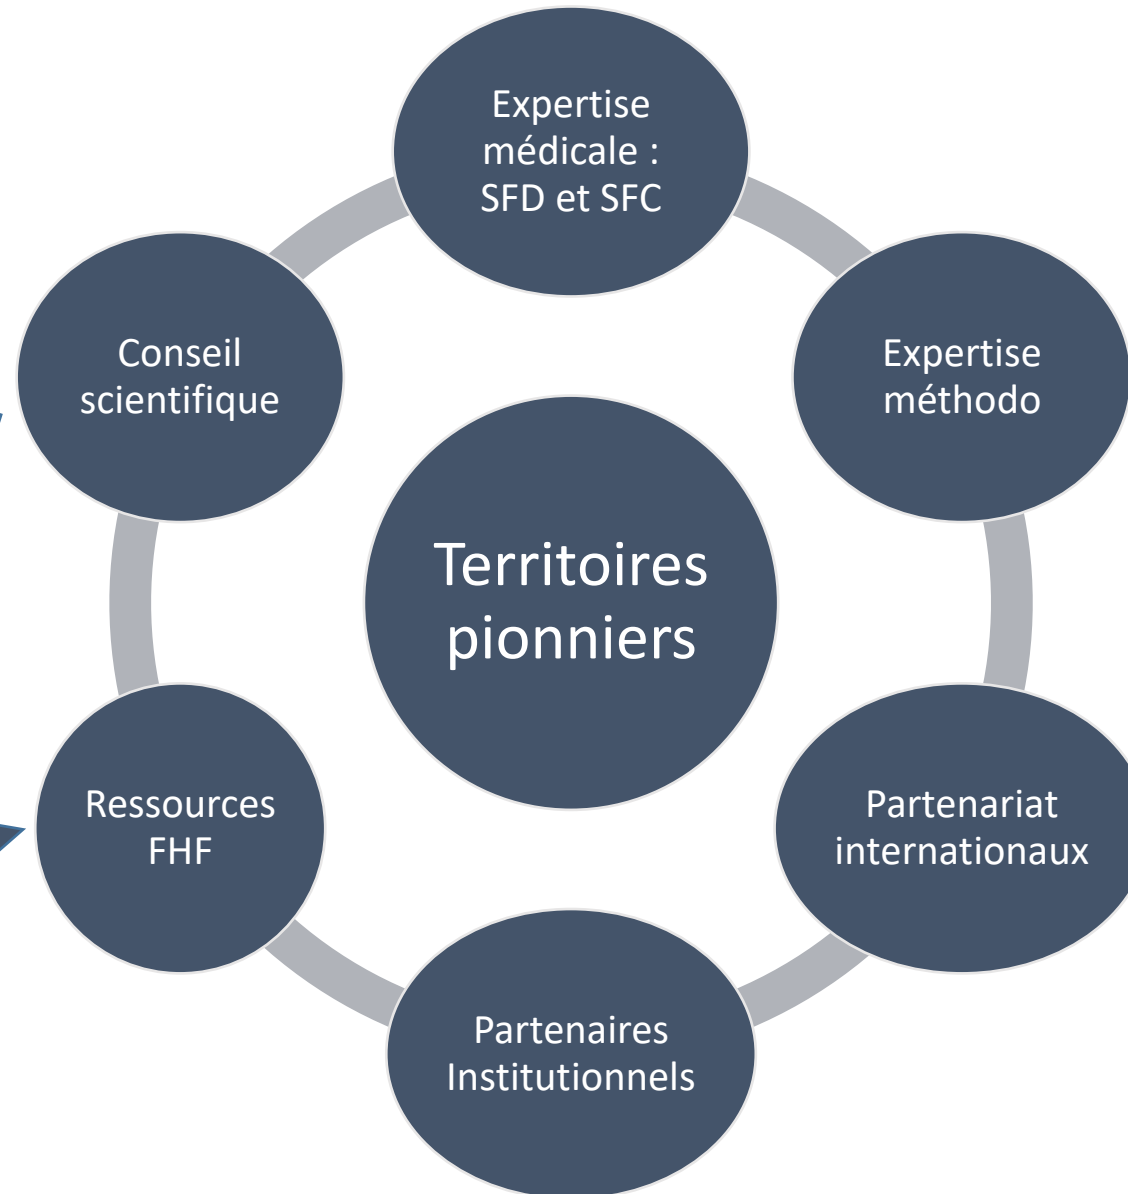 Expertise
médicale :
SFD et SFC
Conseil
scientifique
Expertise
méthodo
Territoires
pionniers
Ressources
FHF
Partenariat
internationaux
Partenaires
Institutionnels